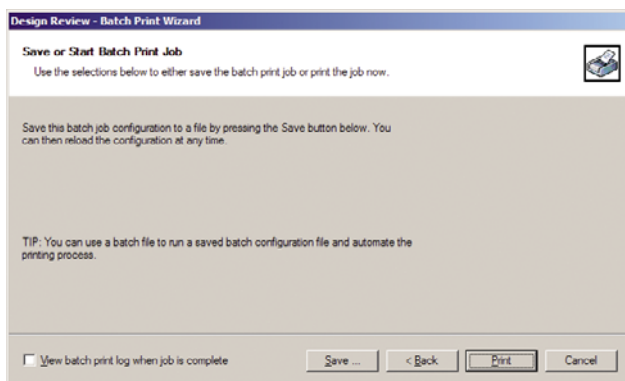 Design Review - Batch Print Wizard
Save or Start Batch Print Job
Use the selections below to either save the batch print job or print the job now.
Save this batch job configuration to a file by pressing the Save button below. You
can then reload the configuration at any time.
TIP: You can use a batch file to run a saved batch configuration file and automate the
printing process.
View batch print log when job is complete
Save ...
< Back
Print
Cancel